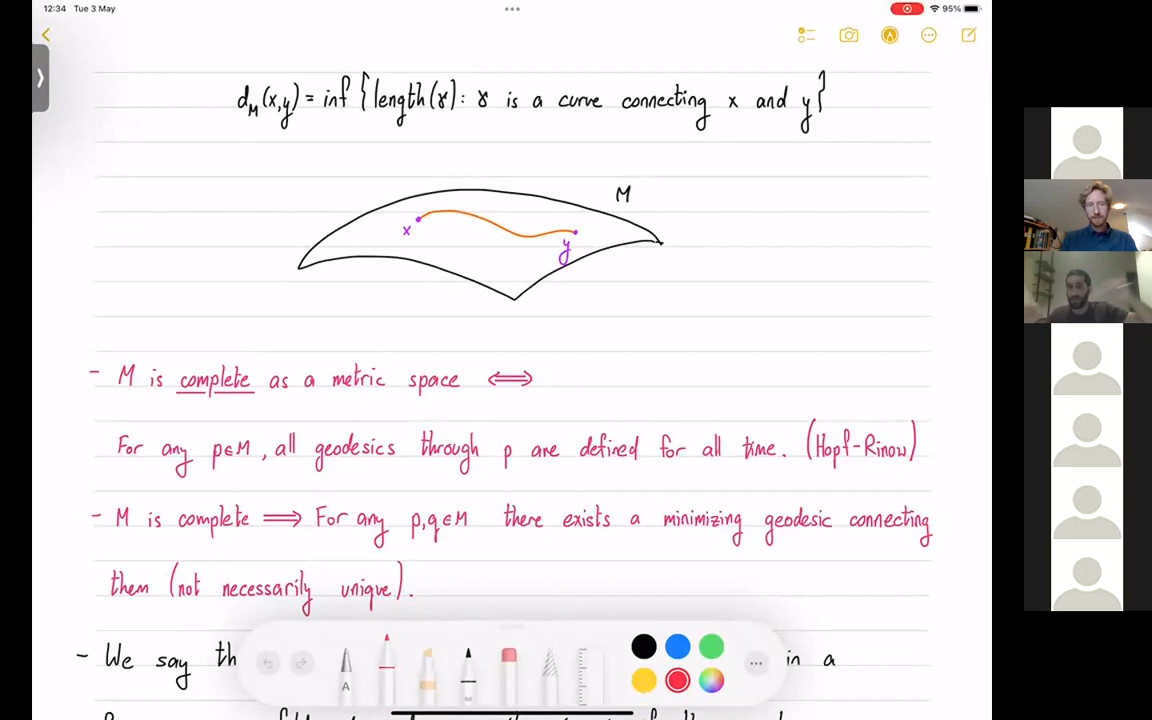 12:34 Tue 3 May
95%
d_M(x,y) = inf {length(γ): γ is a curve connecting x and y}
M
x
y
- M is complete as a metric space ⟺
For any p∈M, all geodesics through p are defined for all time. (Hopf-Rinow)
- M is complete ⟹ For any p,q∈M there exists a minimizing geodesic connecting
them (not necessarily unique).
- We say th
in a
A
50